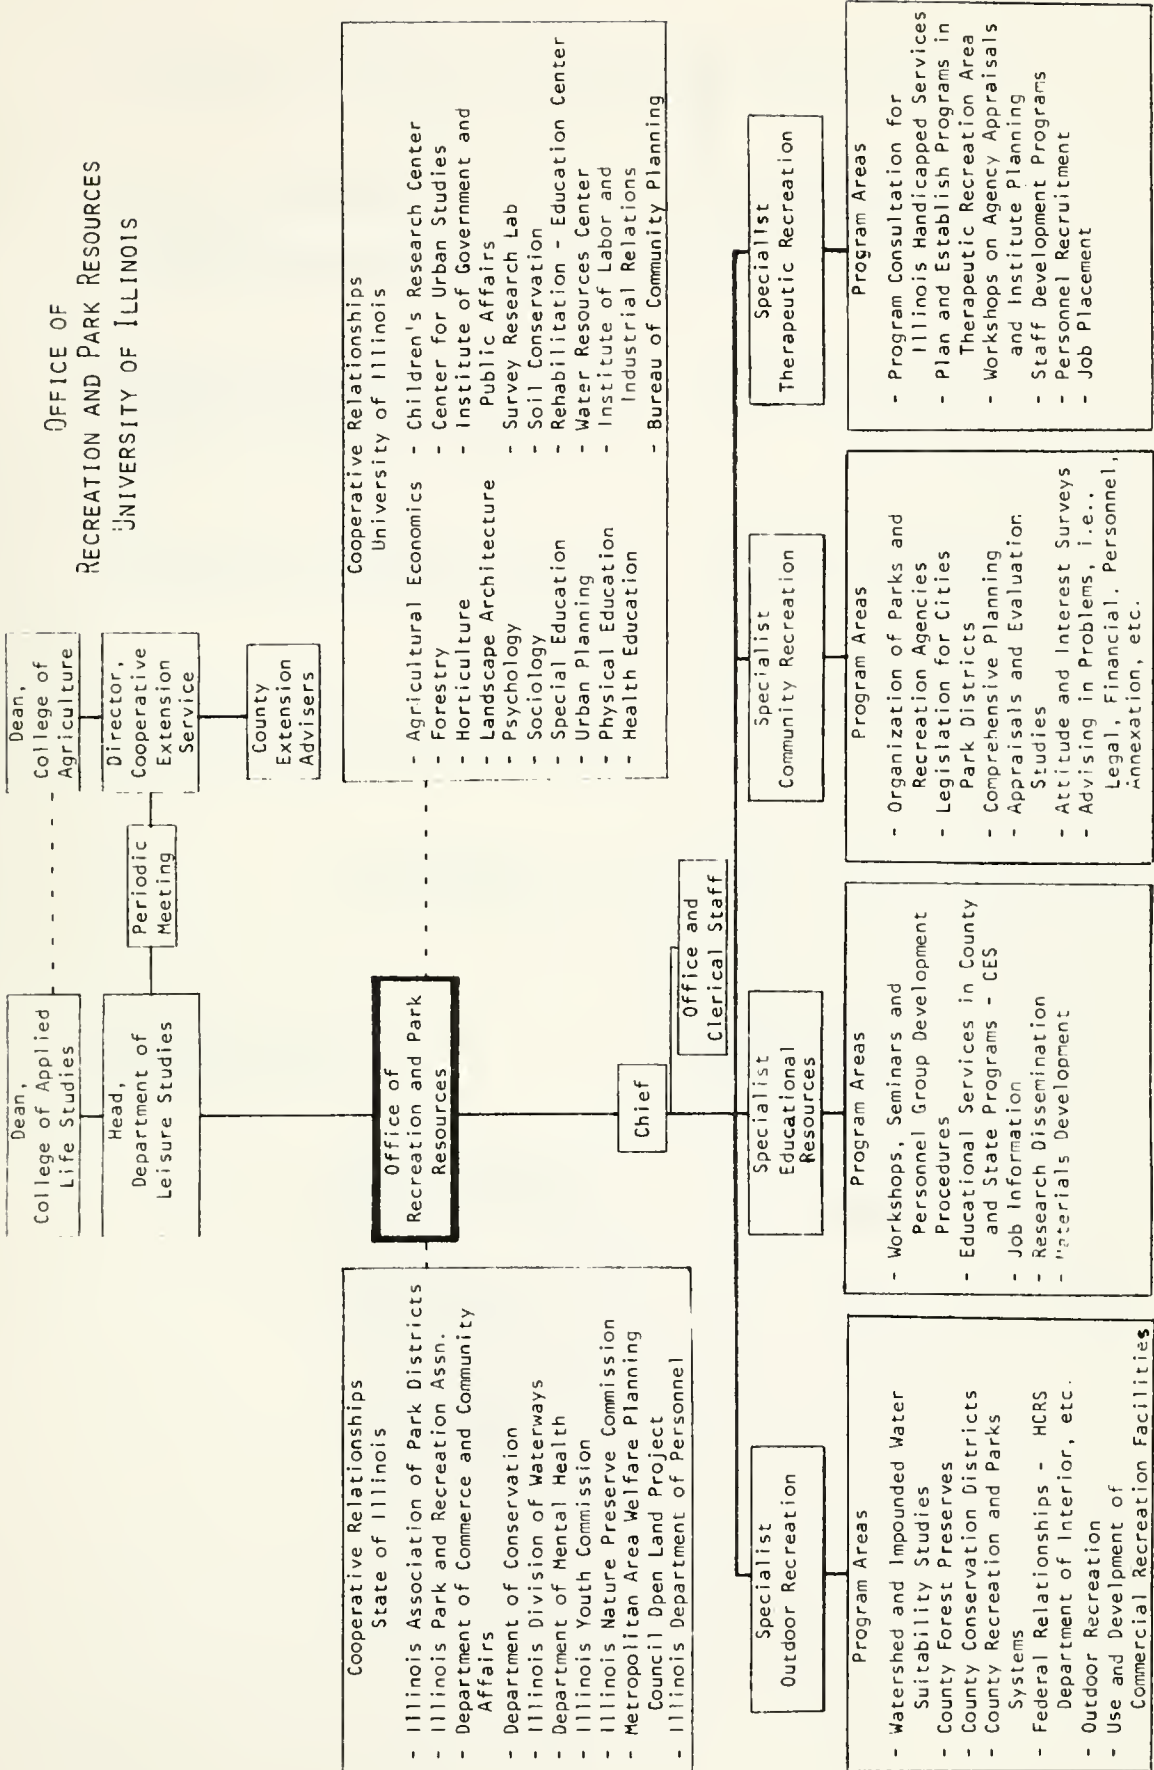 OFFICE OF
RECREATION AND PARK RESOURCES
UNIVERSITY OF ILLINOIS
Dean,
College of Applied
Life Studies
Dean,
College of
Agriculture
Head,
Department of
Leisure Studies
Periodic
Meeting
Director,
Cooperative
Extension
Service
County
Extension
Advisers
Cooperative Relationships
State of Illinois
- Illinois Association of Park Districts
- Illinois Park and Recreation Assn.
- Department of Commerce and Community
Affairs
- Department of Conservation
- Illinois Division of Waterways
- Department of Mental Health
- Illinois Youth Commission
- Illinois Nature Preserve Commission
- Metropolitan Area Welfare Planning
Council Open Land Project
- Illinois Department of Personnel
Office of
Recreation and Park
Resources
Cooperative Relationships
University of Illinois
- Agricultural Economics
- Forestry
- Horticulture
- Landscape Architecture
- Psychology
- Sociology
- Special Education
- Urban Planning
- Physical Education
- Health Education
- Children's Research Center
- Center for Urban Studies
- Institute of Government and
Public Affairs
- Survey Research Lab
- Soil Conservation
- Rehabilitation - Education Center
- Water Resources Center
- Institute of Labor and
Industrial Relations
- Bureau of Community Planning
Chief
Office and
Clerical Staff
Specialist
Outdoor Recreation
Specialist
Educational
Resources
Specialist
Community Recreation
Specialist
Therapeutic Recreation
Program Areas
- Watershed and Impounded Water
Suitability Studies
- County Forest Preserves
- County Conservation Districts
- County Recreation and Parks
Systems
- Federal Relationships - HCRS
Department of Interior, etc.
- Outdoor Recreation
- Use and Develpment of
Commercial Recreation Facilities
Program Areas
- Workshops, Seminars and
Personnel Group Development
Procedures
- Educational Services in County
and State Programs - CES
- Job Information
- Research Dissemination
- Materials Development
Program Areas
- Organization of Parks and
Recreation Agencies
- Legislation for Cities
Park Districts
- Comprehensive Planning
- Appraisals and Evaluation
Studies
- Attitude and Interest Surveys
- Advising in Problems, i.e..
Legal, Financial. Personnel,
Annexation, etc.
Program Areas
- Program Consultation for
Illinois Handicapped Services
- Plan and Establish Programs in
Therapeutic Recreation Area
- Workshops on Agency Appraisals
and Institute Planning
- Staff Development Programs
- Personnel Recruitment
- Job Placement